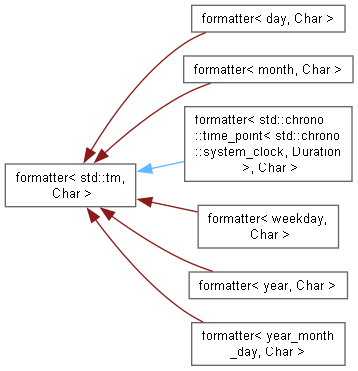 formatter< day, Char >
formatter< month, Char >
formatter< std::chrono
::time_point< std::chrono
::system_clock, Duration
>, Char >
formatter< std::tm,
Char >
formatter< weekday,
Char >
formatter< year, Char >
formatter< year_month
_day, Char >